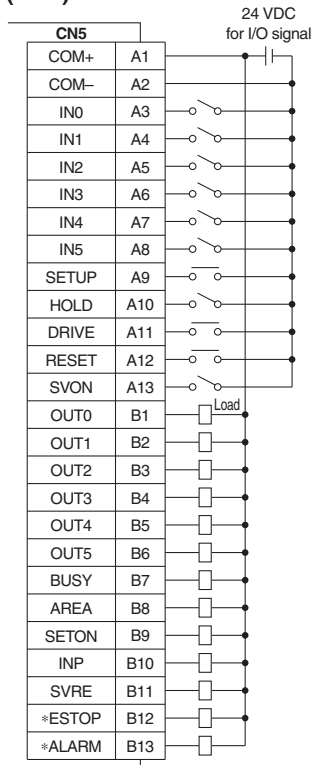 24 VDC
for I/O signal
CN5
COM+ A1
COM– A2
IN0 A3
IN1 A4
IN2 A5
IN3 A6
IN4 A7
IN5 A8
SETUP A9
HOLD A10
DRIVE A11
RESET A12
SVON A13
OUT0 B1 Load
OUT1 B2
OUT2 B3
OUT3 B4
OUT4 B5
OUT5 B6
BUSY B7
AREA B8
SETON B9
INP B10
SVRE B11
∗ESTOP B12
∗ALARM B13